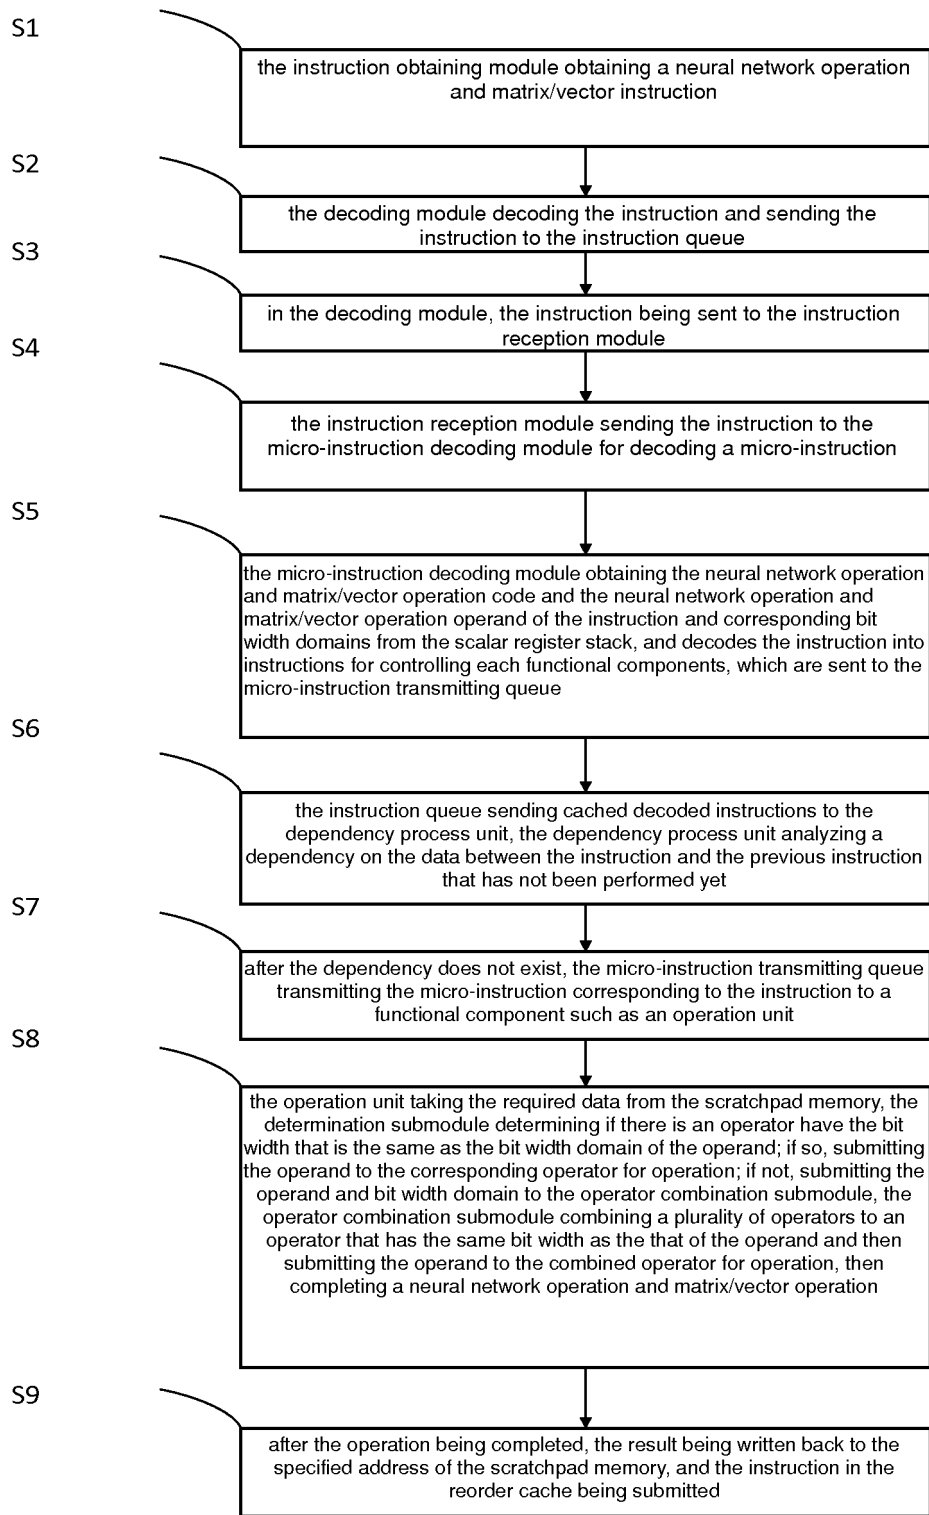 S1
the instruction obtaining module obtaining a neural network operation
and matrix/vector instruction
S2
the decoding module decoding the instruction and sending the
instruction to the instruction queue
S3
in the decoding module, the instruction being sent to the instruction
reception module
S4
the instruction reception module sending the instruction to the
micro-instruction decoding module for decoding a micro-instruction
S5
the micro-instruction decoding module obtaining the neural network operation
and matrix/vector operation code and the neural network operation and
matrix/vector operation operand of the instruction and corresponding bit
width domains from the scalar register stack, and decodes the instruction into
instructions for controlling each functional components, which are sent to the
micro-instruction transmitting queue
S6
the instruction queue sending cached decoded instructions to the
dependency process unit, the dependency process unit analyzing a
dependency on the data between the instruction and the previous instruction
that has not been performed yet
S7
after the dependency does not exist, the micro-instruction transmitting queue
transmitting the micro-instruction corresponding to the instruction to a
functional component such as an operation unit
S8
the operation unit taking the required data from the scratchpad memory, the
determination submodule determining if there is an operator have the bit
width that is the same as the bit width domain of the operand; if so, submitting
the operand to the corresponding operator for operation; if not, submitting the
operand and bit width domain to the operator combination submodule, the
operator combination submodule combining a plurality of operators to an
operator that has the same bit width as the that of the operand and then
submitting the operand to the combined operator for operation, then
completing a neural network operation and matrix/vector operation
S9
after the operation being completed, the result being written back to the
specified address of the scratchpad memory, and the instruction in the
reorder cache being submitted